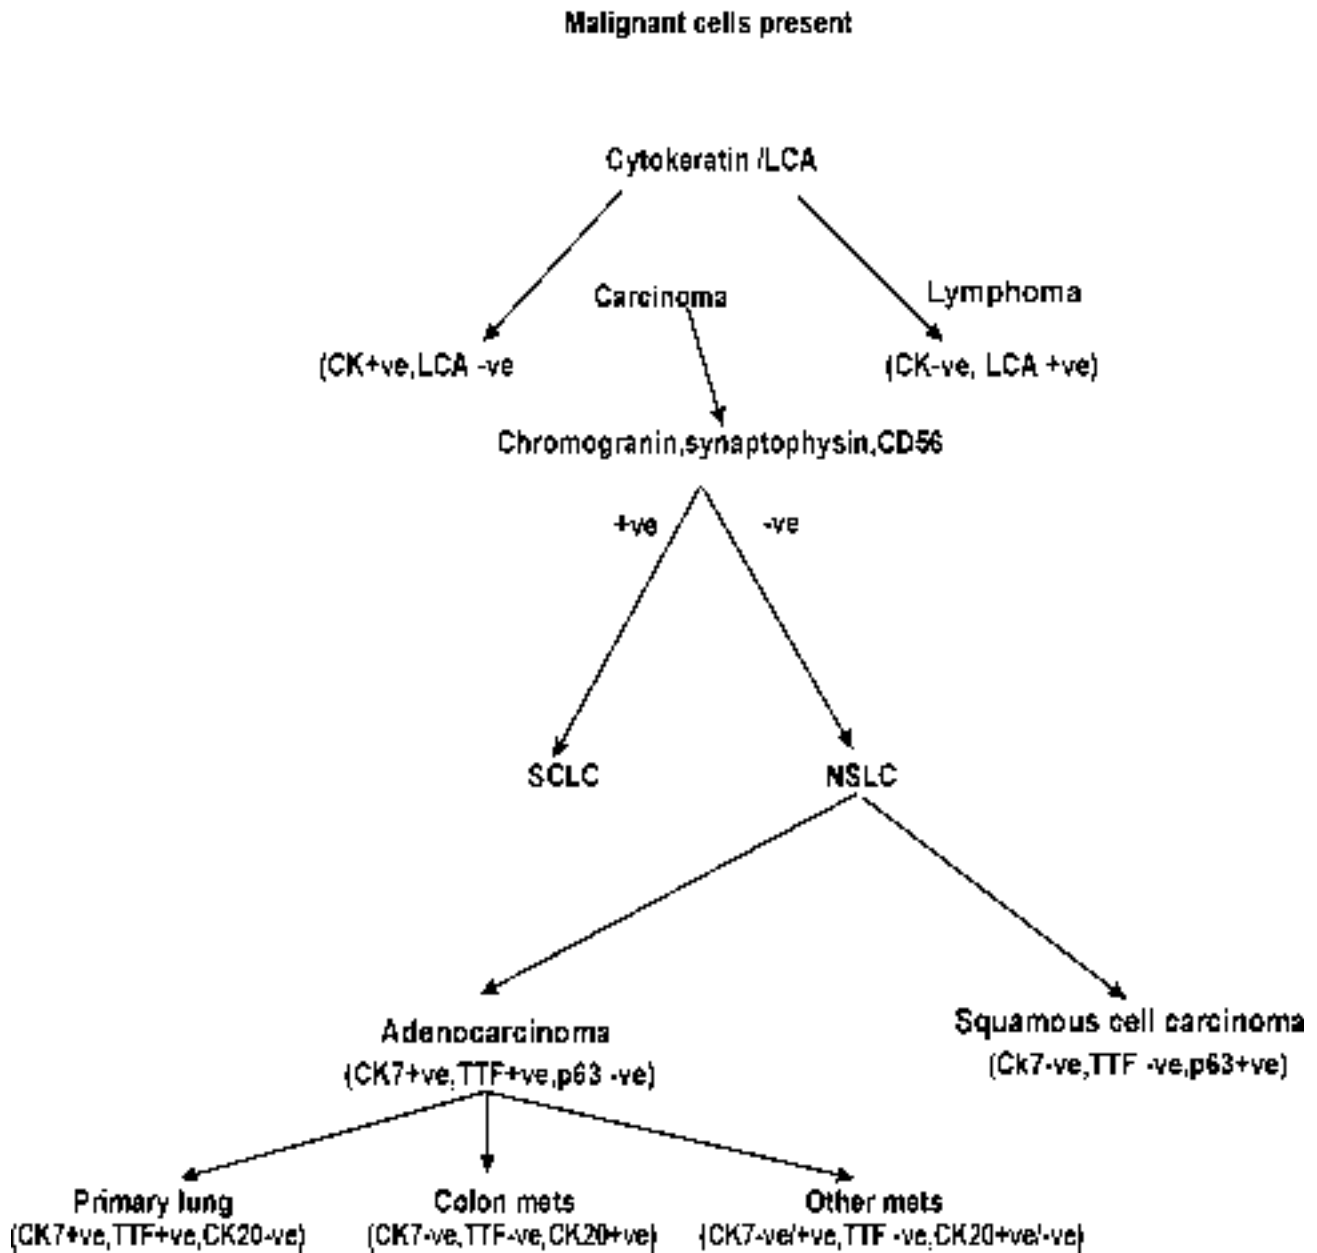 Malignant cells present
Cytokeratin /LCA
Carcinoma
Lymphoma
(CK+ve,LCA -ve
(CK-ve, LCA +ve)
Chromogranin,synaptophysin,CD56
+ve
-ve
SCLC
NSLC
Adenocarcinoma
(CK7+ve,TTF+ve,p63 -ve)
Squamous cell carcinoma
(Ck7-ve,TTF -ve,p63+ve)
Primary lung
(CK7+ve,TTF+ve,CK20-ve)
Colon mets
(CK7-ve,TTF-ve,CK20+ve)
Other mets
(CK7-ve/+ve,TTF -ve,CK20+ve/-ve)